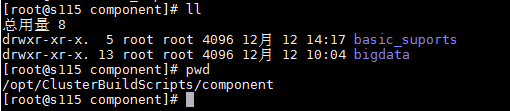 [root@s115 component]# ll
总用量 8
drwxr-xr-x.  5 root root 4096 12月 12 14:17 basic_suports
drwxr-xr-x. 13 root root 4096 12月 12 10:04 bigdata
[root@s115 component]# pwd
/opt/ClusterBuildScripts/component
[root@s115 component]#